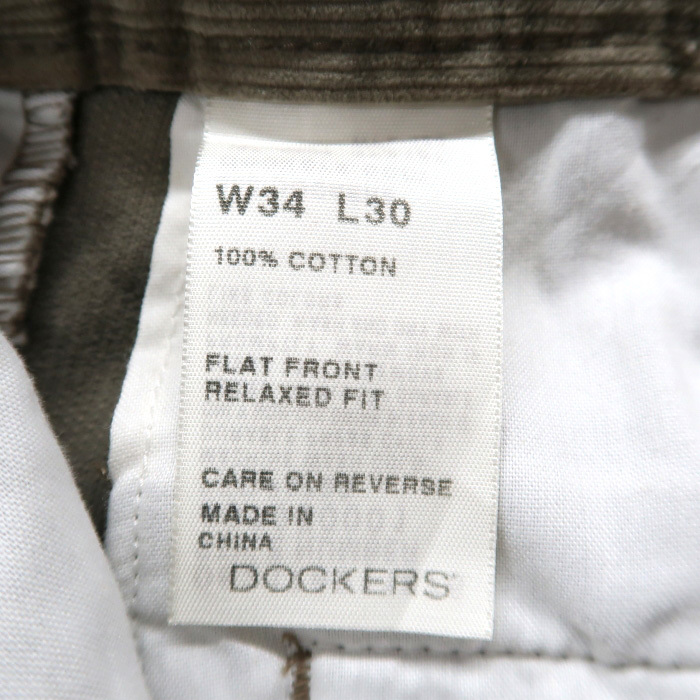 W34 L30
100% COTTON
FLAT FRONT
RELAXED FIT
CARE ON REVERSE
MADE IN
CHINA
DOCKERS